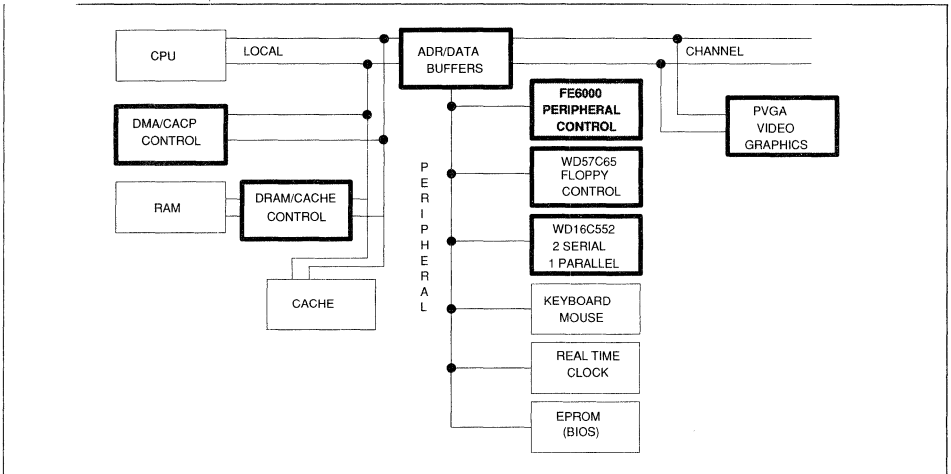 CPU
LOCAL
ADR/DATA
BUFFERS
CHANNEL
DMA/CACP
CONTROL
RAM
DRAM/CACHE
CONTROL
CACHE
PERIPHERAL
FE6000
PERIPHERAL
CONTROL
WD57C65
FLOPPY
CONTROL
WD16C552
2 SERIAL
1 PARALLEL
KEYBOARD
MOUSE
REAL TIME
CLOCK
EPROM
(BIOS)
PVGA
VIDEO
GRAPHICS